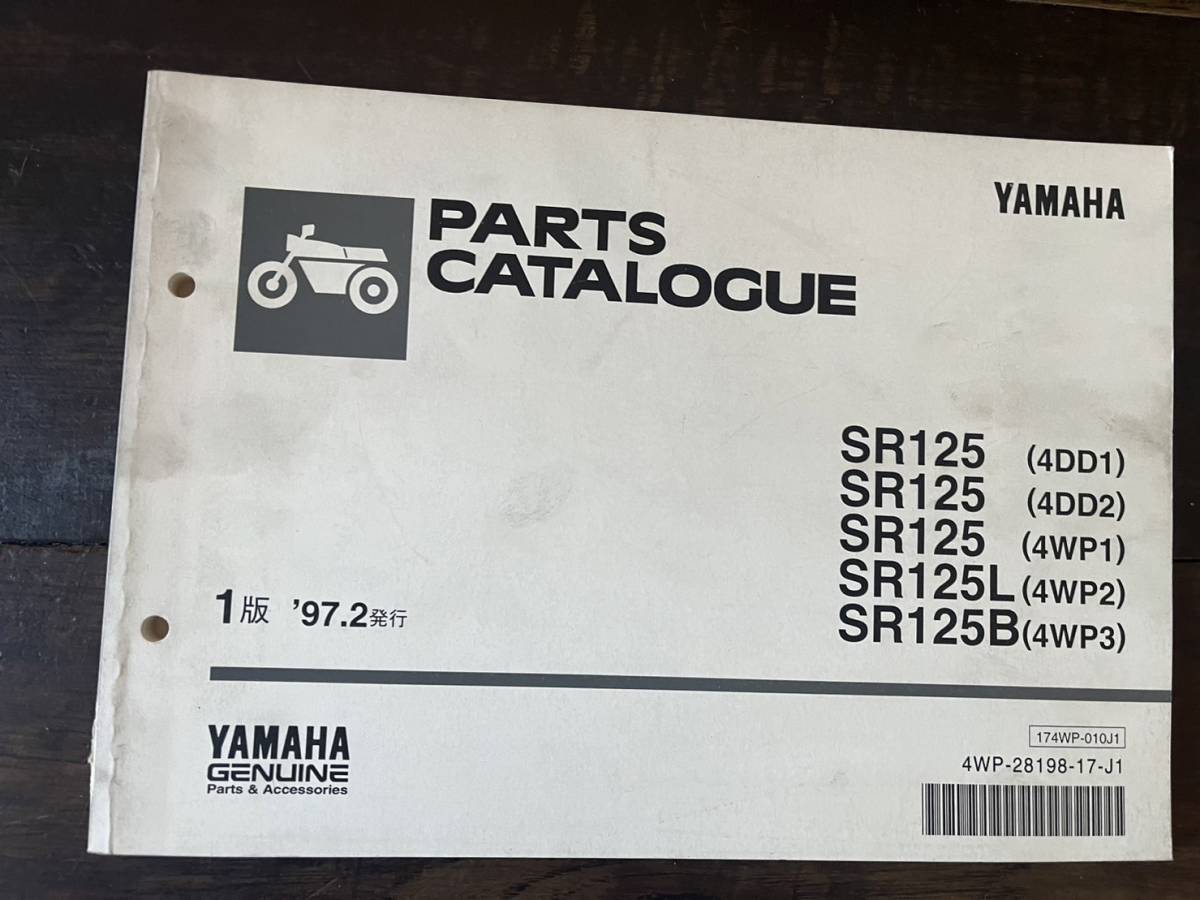 PARTS
CATALOGUE
YAMAHA
SR125 (4DD1)
SR125 (4DD2)
SR125 (4WP1)
SR125L (4WP2)
SR125B (4WP3)
1版 '97.2発行
YAMAHA
GENUINE
Parts & Accessories
174WP-010J1
4WP-28198-17-J1